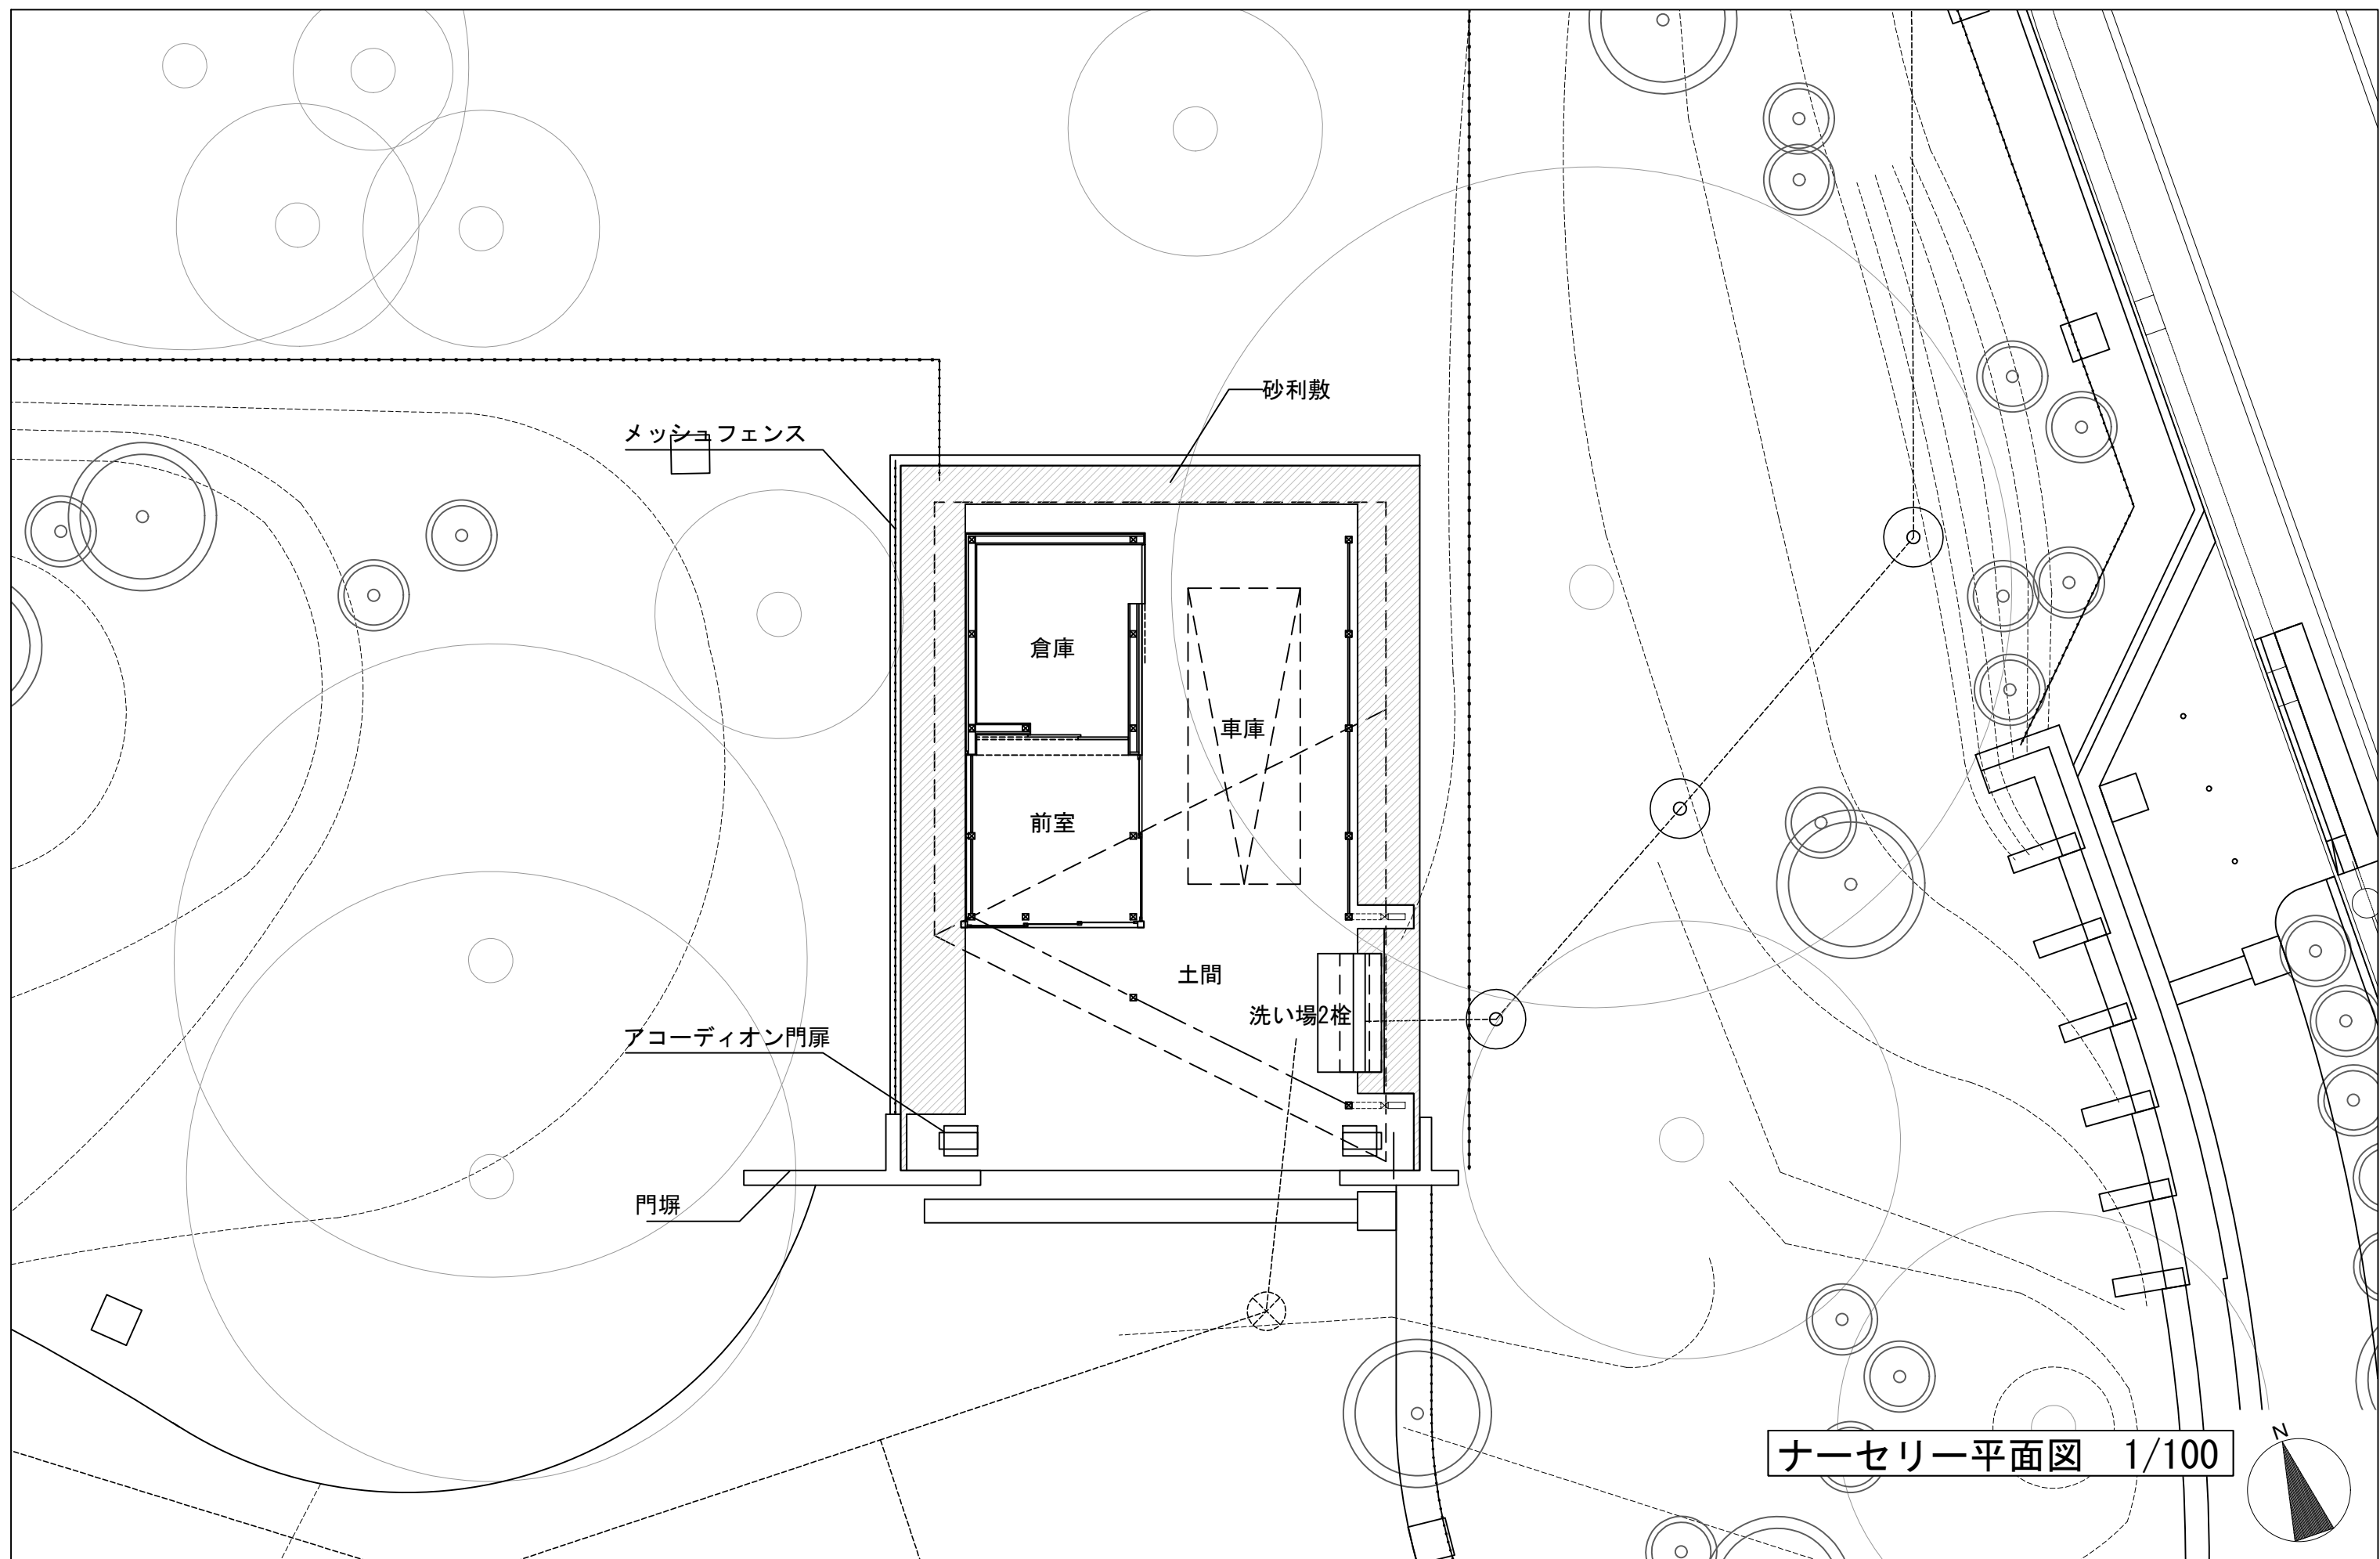 砂利敷
メッシュフェンス
倉庫
車庫
前室
土間
洗い場2栓
アコーディオン門扉
門塀
ナーセリー平面図 1/100
N